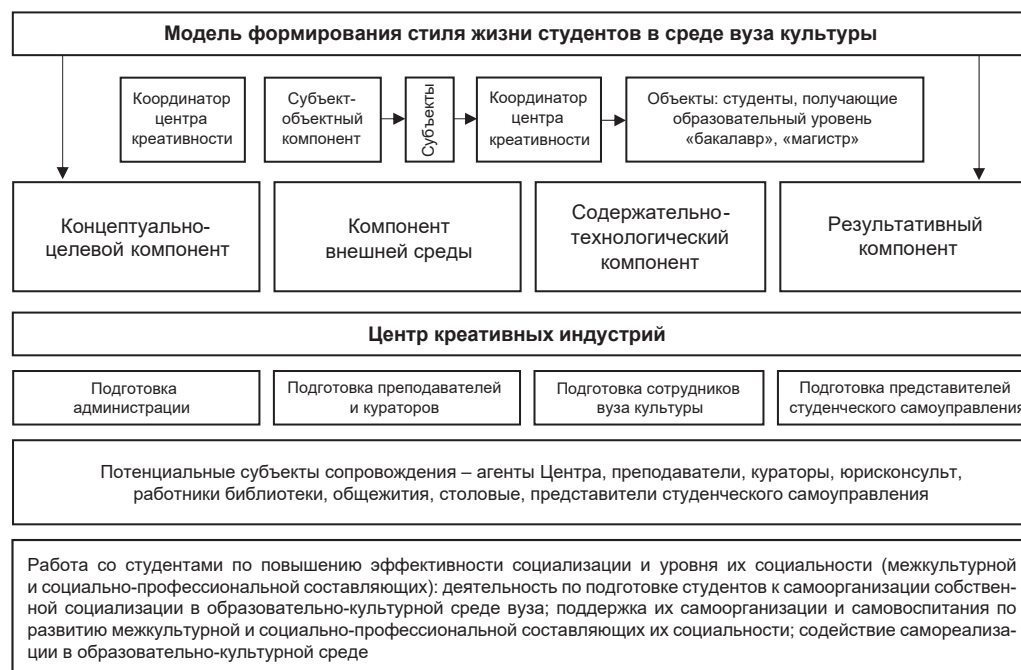 Модель формирования стиля жизни студентов в среде вуза культуры
Координатор
центра
креативности
Субъект-
объектный
компонент
Субъекты
Координатор
центра
креативности
Объекты: студенты, получающие
образовательный уровень
«бакалавр», «магистр»
Концептуально-
целевой компонент
Компонент
внешней среды
Содержательно-
технологический
компонент
Результативный
компонент
Центр креативных индустрий
Подготовка
администрации
Подготовка преподавателей
и кураторов
Подготовка сотрудников
вуза культуры
Подготовка представителей
студенческого самоуправления
Потенциальные субъекты сопровождения – агенты Центра, преподаватели, кураторы, юрисконсульт,
работники библиотеки, общежития, столовые, представители студенческого самоуправления
Работа со студентами по повышению эффективности социализации и уровня их социальности (межкультурной
и социально-профессиональной составляющих): деятельность по подготовке студентов к самоорганизации собствен-
ной социализации в образовательно-культурной среде вуза; поддержка их самоорганизации и самовоспитания по
развитию межкультурной и социально-профессиональной составляющих их социальности; содействие самореализа-
ции в образовательно-культурной среде